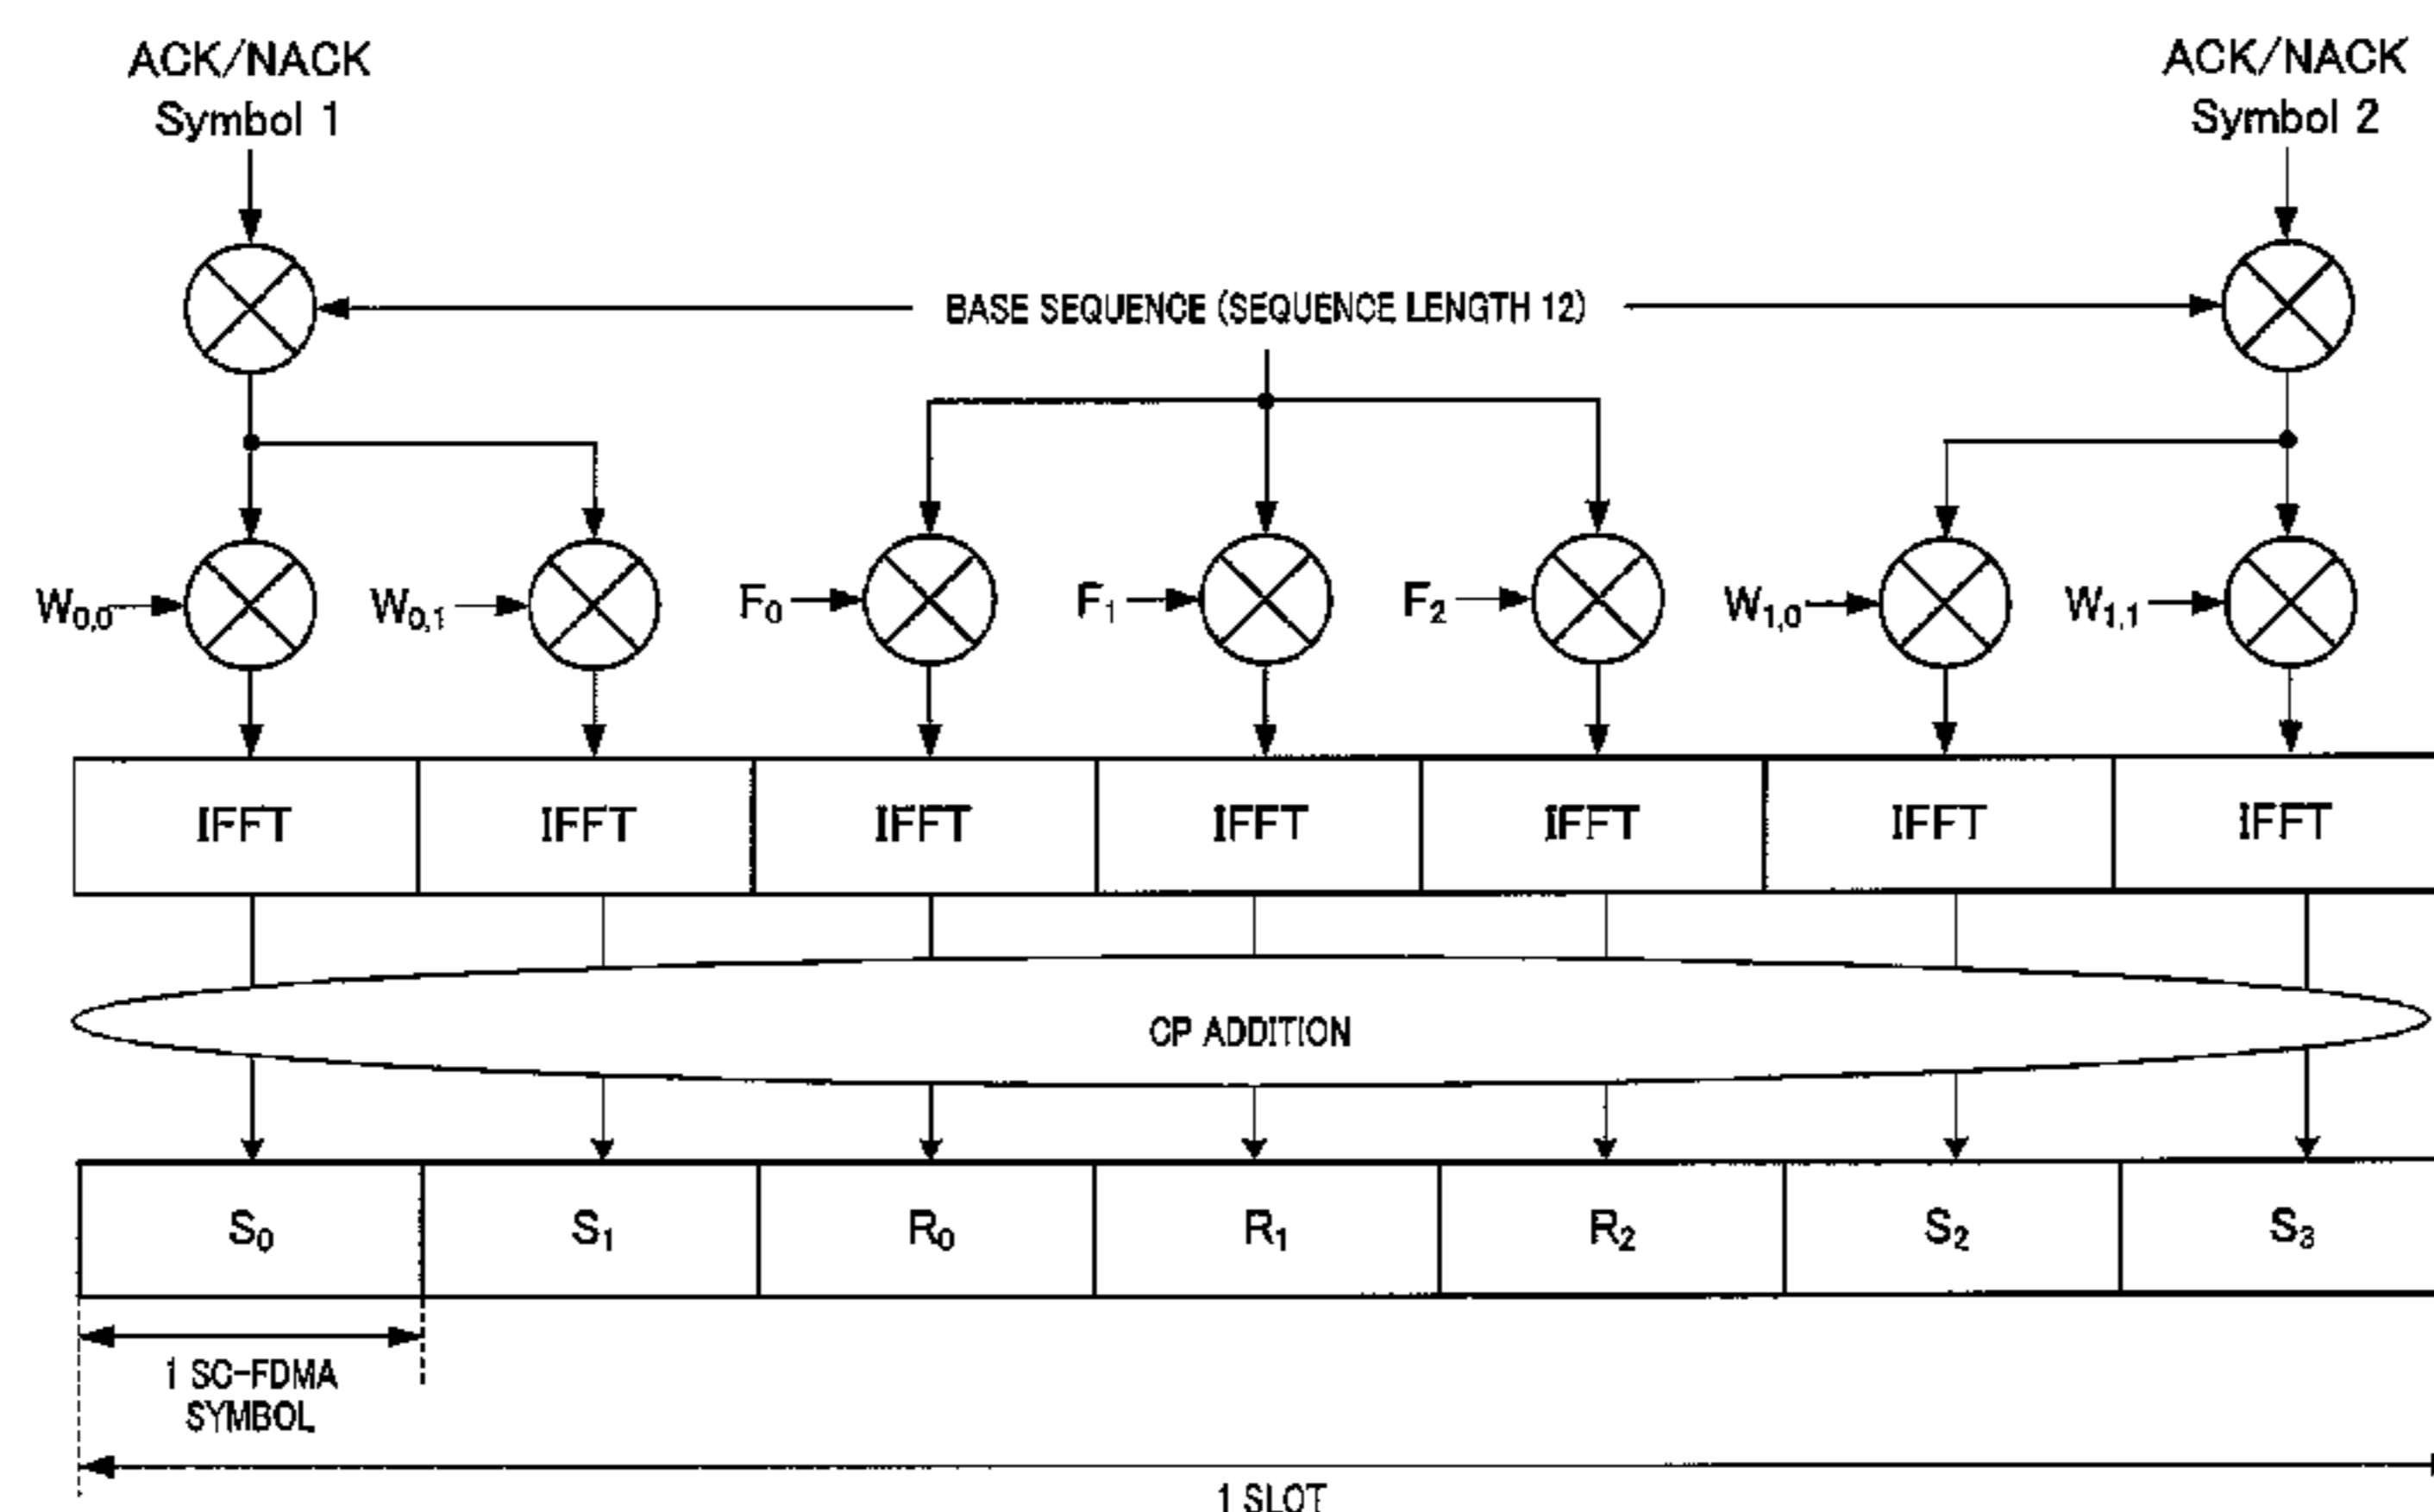 ACK/NACK
Symbol 1
ACK/NACK
Symbol 2
BASE SEQUENCE (SEQUENCE LENGTH 12)
W0,0
W0,1
F0
F1
F2
W1,0
W1,1
IFFT
IFFT
IFFT
IFFT
IFFT
IFFT
IFFT
CP ADDITION
S0
S1
R0
R1
R2
S2
S3
1 SC-FDMA
SYMBOL
1 SLOT